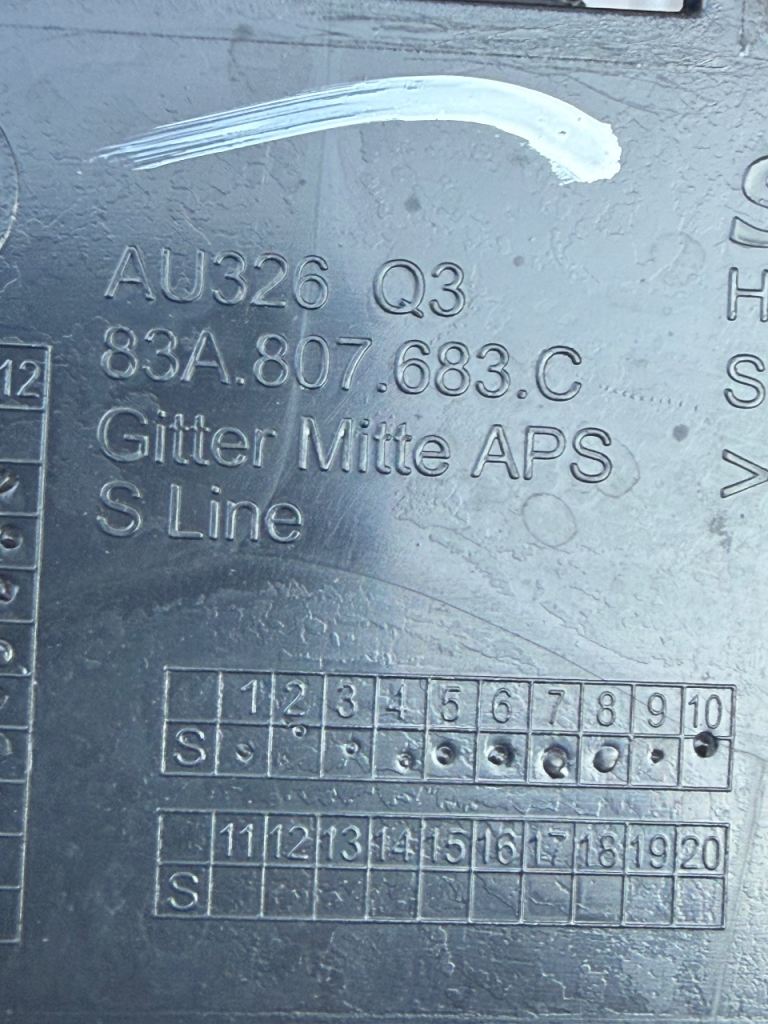 AU326 Q3
83A.807.683.C
Gitter Mitte APS
S Line
12
H
S
>
1 2 3 4 5 6 7 8 9 10
S
11 12 13 14 15 16 17 18 19 20
S